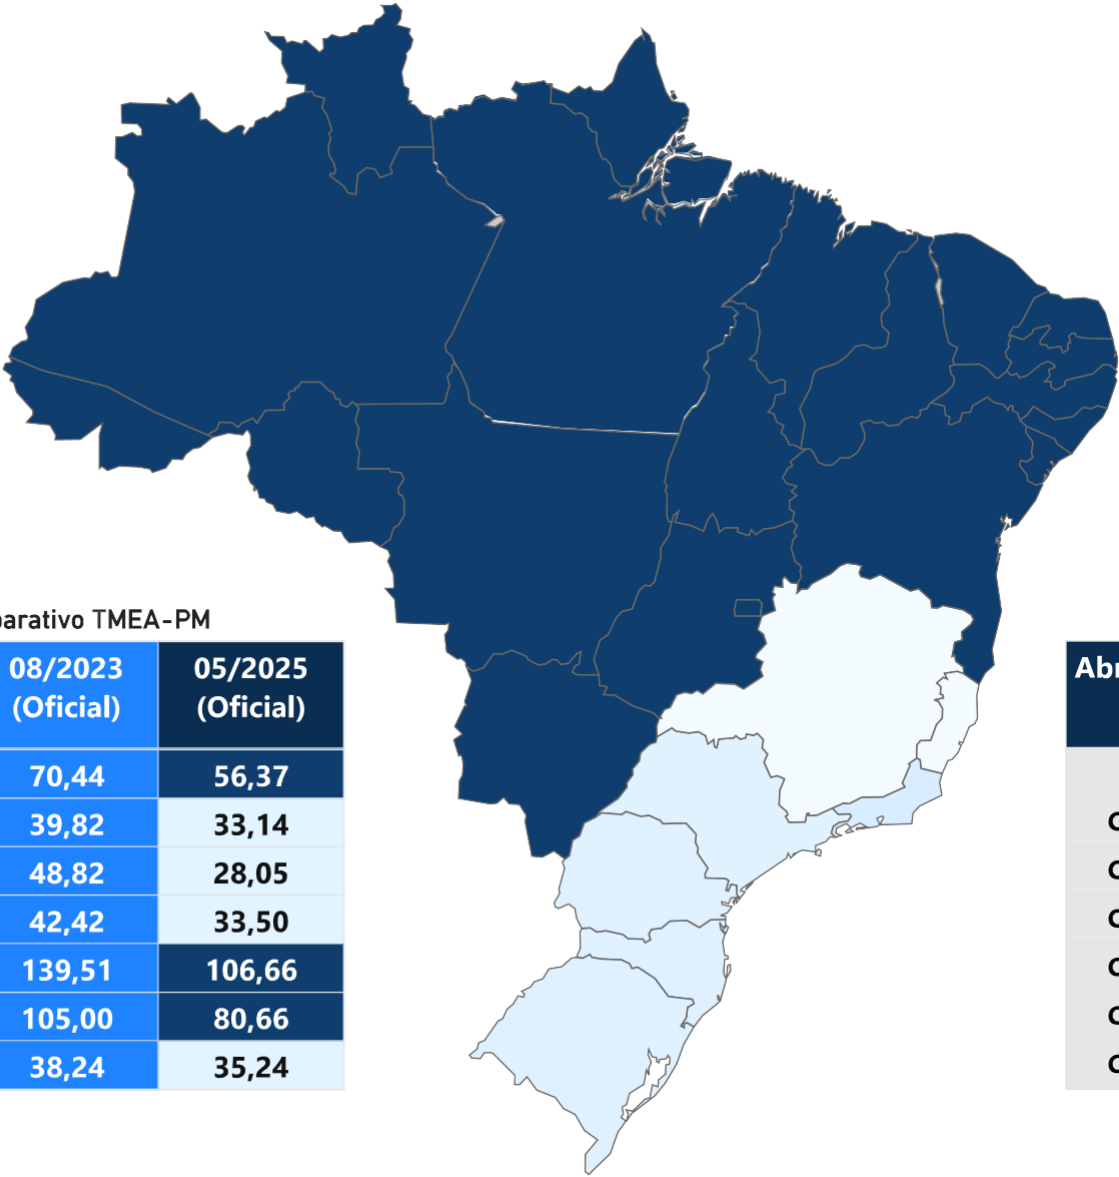 parativo TMEA-PM
08/2023 05/2025
(Oficial) (Oficial)
70,44 56,37
39,82 33,14
48,82 28,05
42,42 33,50
139,51 106,66
105,00 80,66
38,24 35,24
Abr